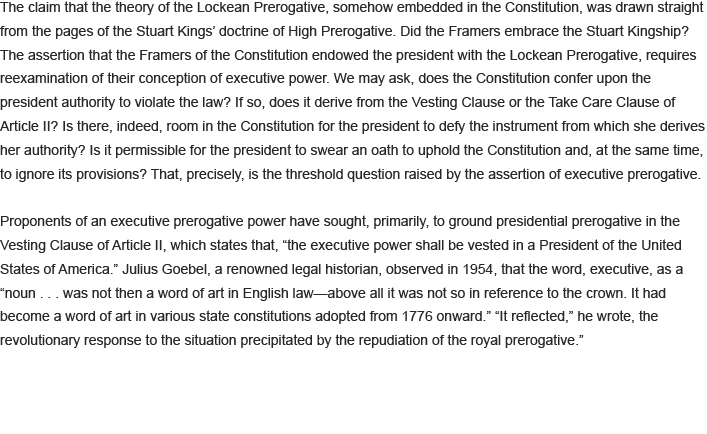 The claim that the theory of the Lockean Prerogative, somehow embedded in the Constitution, was drawn straight
from the pages of the Stuart Kings’ doctrine of High Prerogative. Did the Framers embrace the Stuart Kingship?
The assertion that the Framers of the Constitution endowed the president with the Lockean Prerogative, requires
reexamination of their conception of executive power. We may ask, does the Constitution confer upon the
president authority to violate the law? If so, does it derive from the Vesting Clause or the Take Care Clause of
Article II? Is there, indeed, room in the Constitution for the president to defy the instrument from which she derives
her authority? Is it permissible for the president to swear an oath to uphold the Constitution and, at the same time,
to ignore its provisions? That, precisely, is the threshold question raised by the assertion of executive prerogative.
Proponents of an executive prerogative power have sought, primarily, to ground presidential prerogative in the
Vesting Clause of Article II, which states that, “the executive power shall be vested in a President of the United
States of America.” Julius Goebel, a renowned legal historian, observed in 1954, that the word, executive, as a
“noun . . . was not then a word of art in English law—above all it was not so in reference to the crown. It had
become a word of art in various state constitutions adopted from 1776 onward.” “It reflected,” he wrote, the
revolutionary response to the situation precipitated by the repudiation of the royal prerogative.”